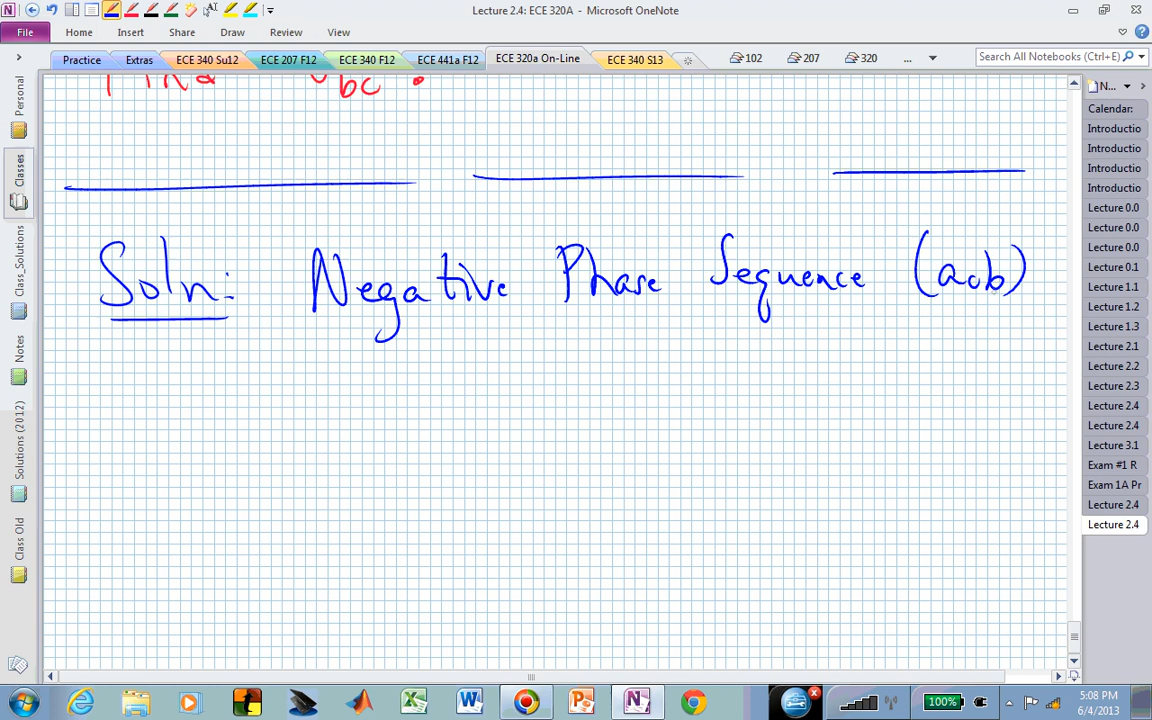 Lecture 2.4: ECE 320A - Microsoft OneNote
File Home Insert Share Draw Review View
Practice Extras ECE 340 Su12 ECE 207 F12 ECE 340 F12 ECE 441a F12 ECE 320a On-Line ECE 340 S13 102 207 320 ... Search All Notebooks (Ctrl+E)
Personal
Classes
Class_Solutions
Notes
Solutions (2012)
Class Old
bc
Soln: Negative Phase Sequence (acb)
N...
Calendar:
Introductio
Introductio
Introductio
Introductio
Lecture 0.0
Lecture 0.0
Lecture 0.0
Lecture 0.1
Lecture 1.1
Lecture 1.2
Lecture 1.3
Lecture 2.1
Lecture 2.2
Lecture 2.3
Lecture 2.4
Lecture 2.4
Lecture 3.1
Exam #1 R
Exam 1A Pr
Lecture 2.4
Lecture 2.4
100%
5:08 PM
6/4/2013